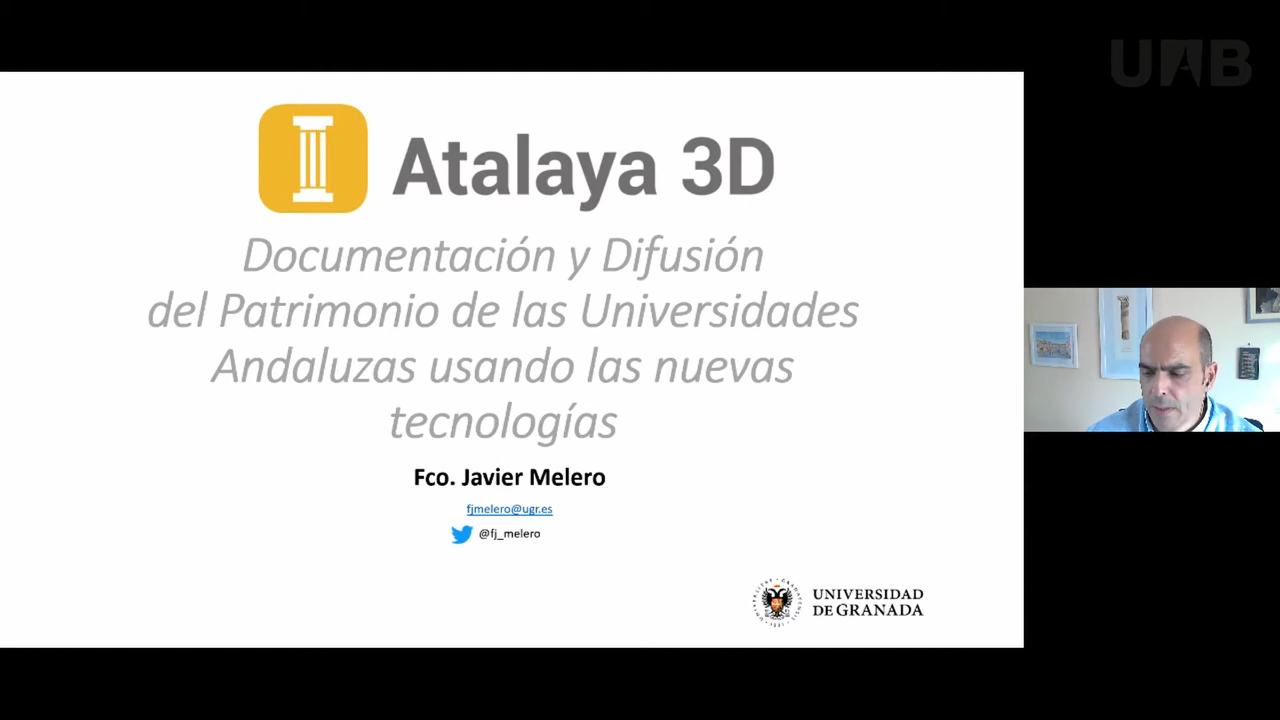 UAB
Atalaya 3D
Documentación y Difusión
del Patrimonio de las Universidades
Andaluzas usando las nuevas
tecnologías
Fco. Javier Melero
fjmelero@ugr.es
@fj_melero
UNIVERSIDAD
DE GRANADA